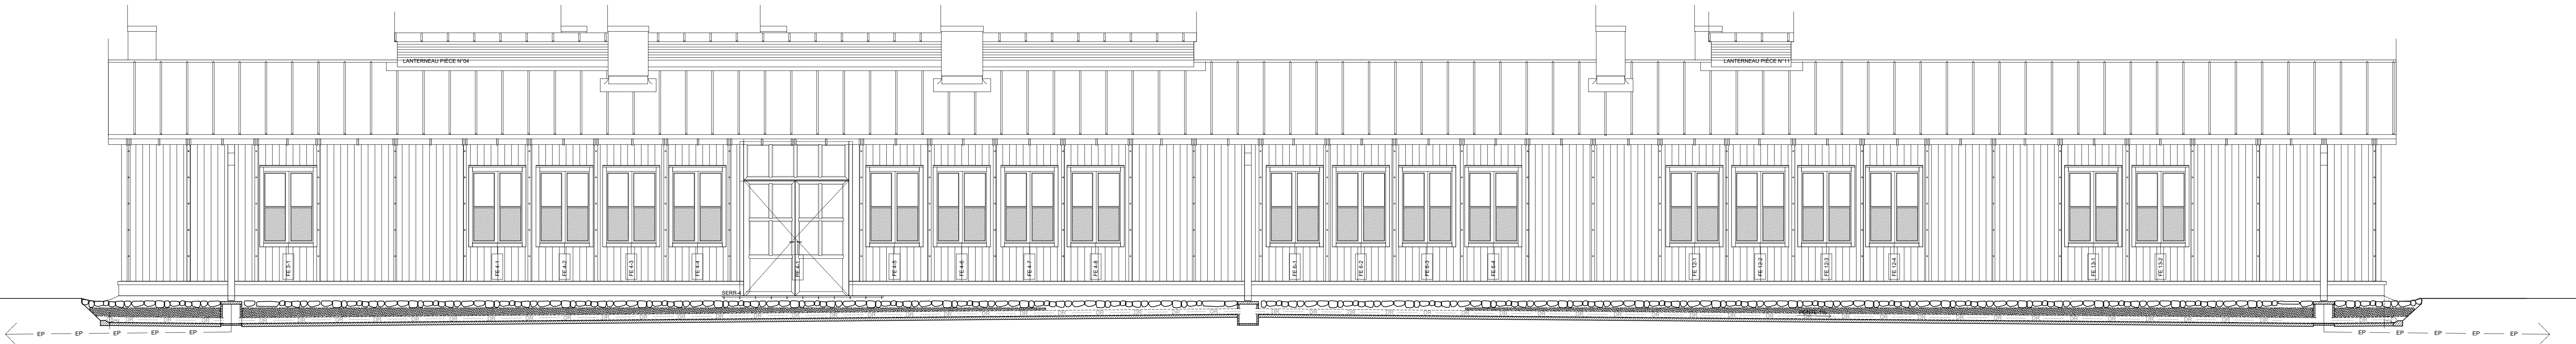 LANTERNEAU PIÈCE N°04
LANTERNEAU PIÈCE N°11
FE 3-1
FE 4-1
FE 4-2
FE 4-3
FE 4-4
PE 4-1
FE 4-5
FE 4-6
FE 4-7
FE 4-8
FE 6-1
FE 6-2
FE 6-3
FE 6-4
FE 12-1
FE 12-2
FE 12-3
FE 12-4
FE 13-1
FE 13-2
SERR-4
EP EP EP EP EP
EP EP EP EP EP